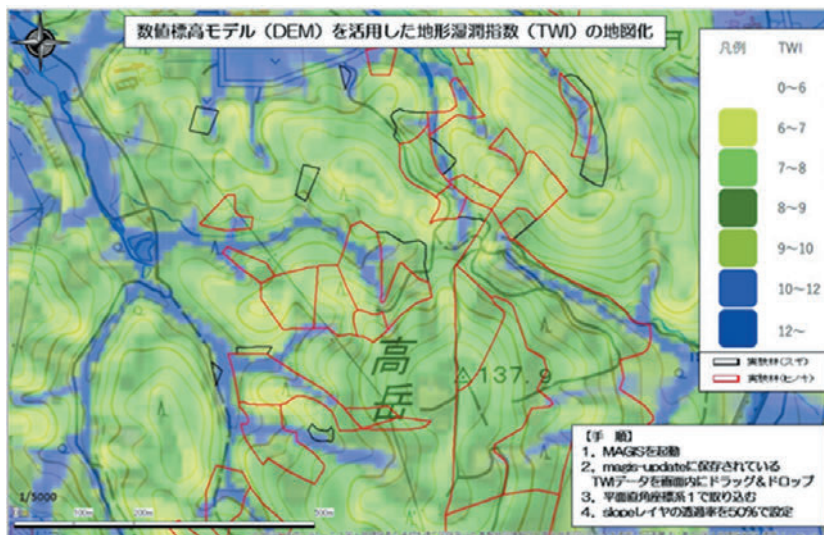 数値標高モデル（DEM）を活用した地形湿潤指数（TWI）の地図化
凡例 TWI
0～6
6～7
7～8
8～9
9～10
10～12
12～
実験林(スギ)
実験林(ヒノキ)
高岳
137.9
【手 順】
1，MAGISを起動
2，magis-updateに保存されている
TWIデータを画面内にドラッグ&ドロップ
3，平面直角座標系1で取り込む
4，slopeレイヤの透過率を50%で設定
1/5000
100m 200m 500m